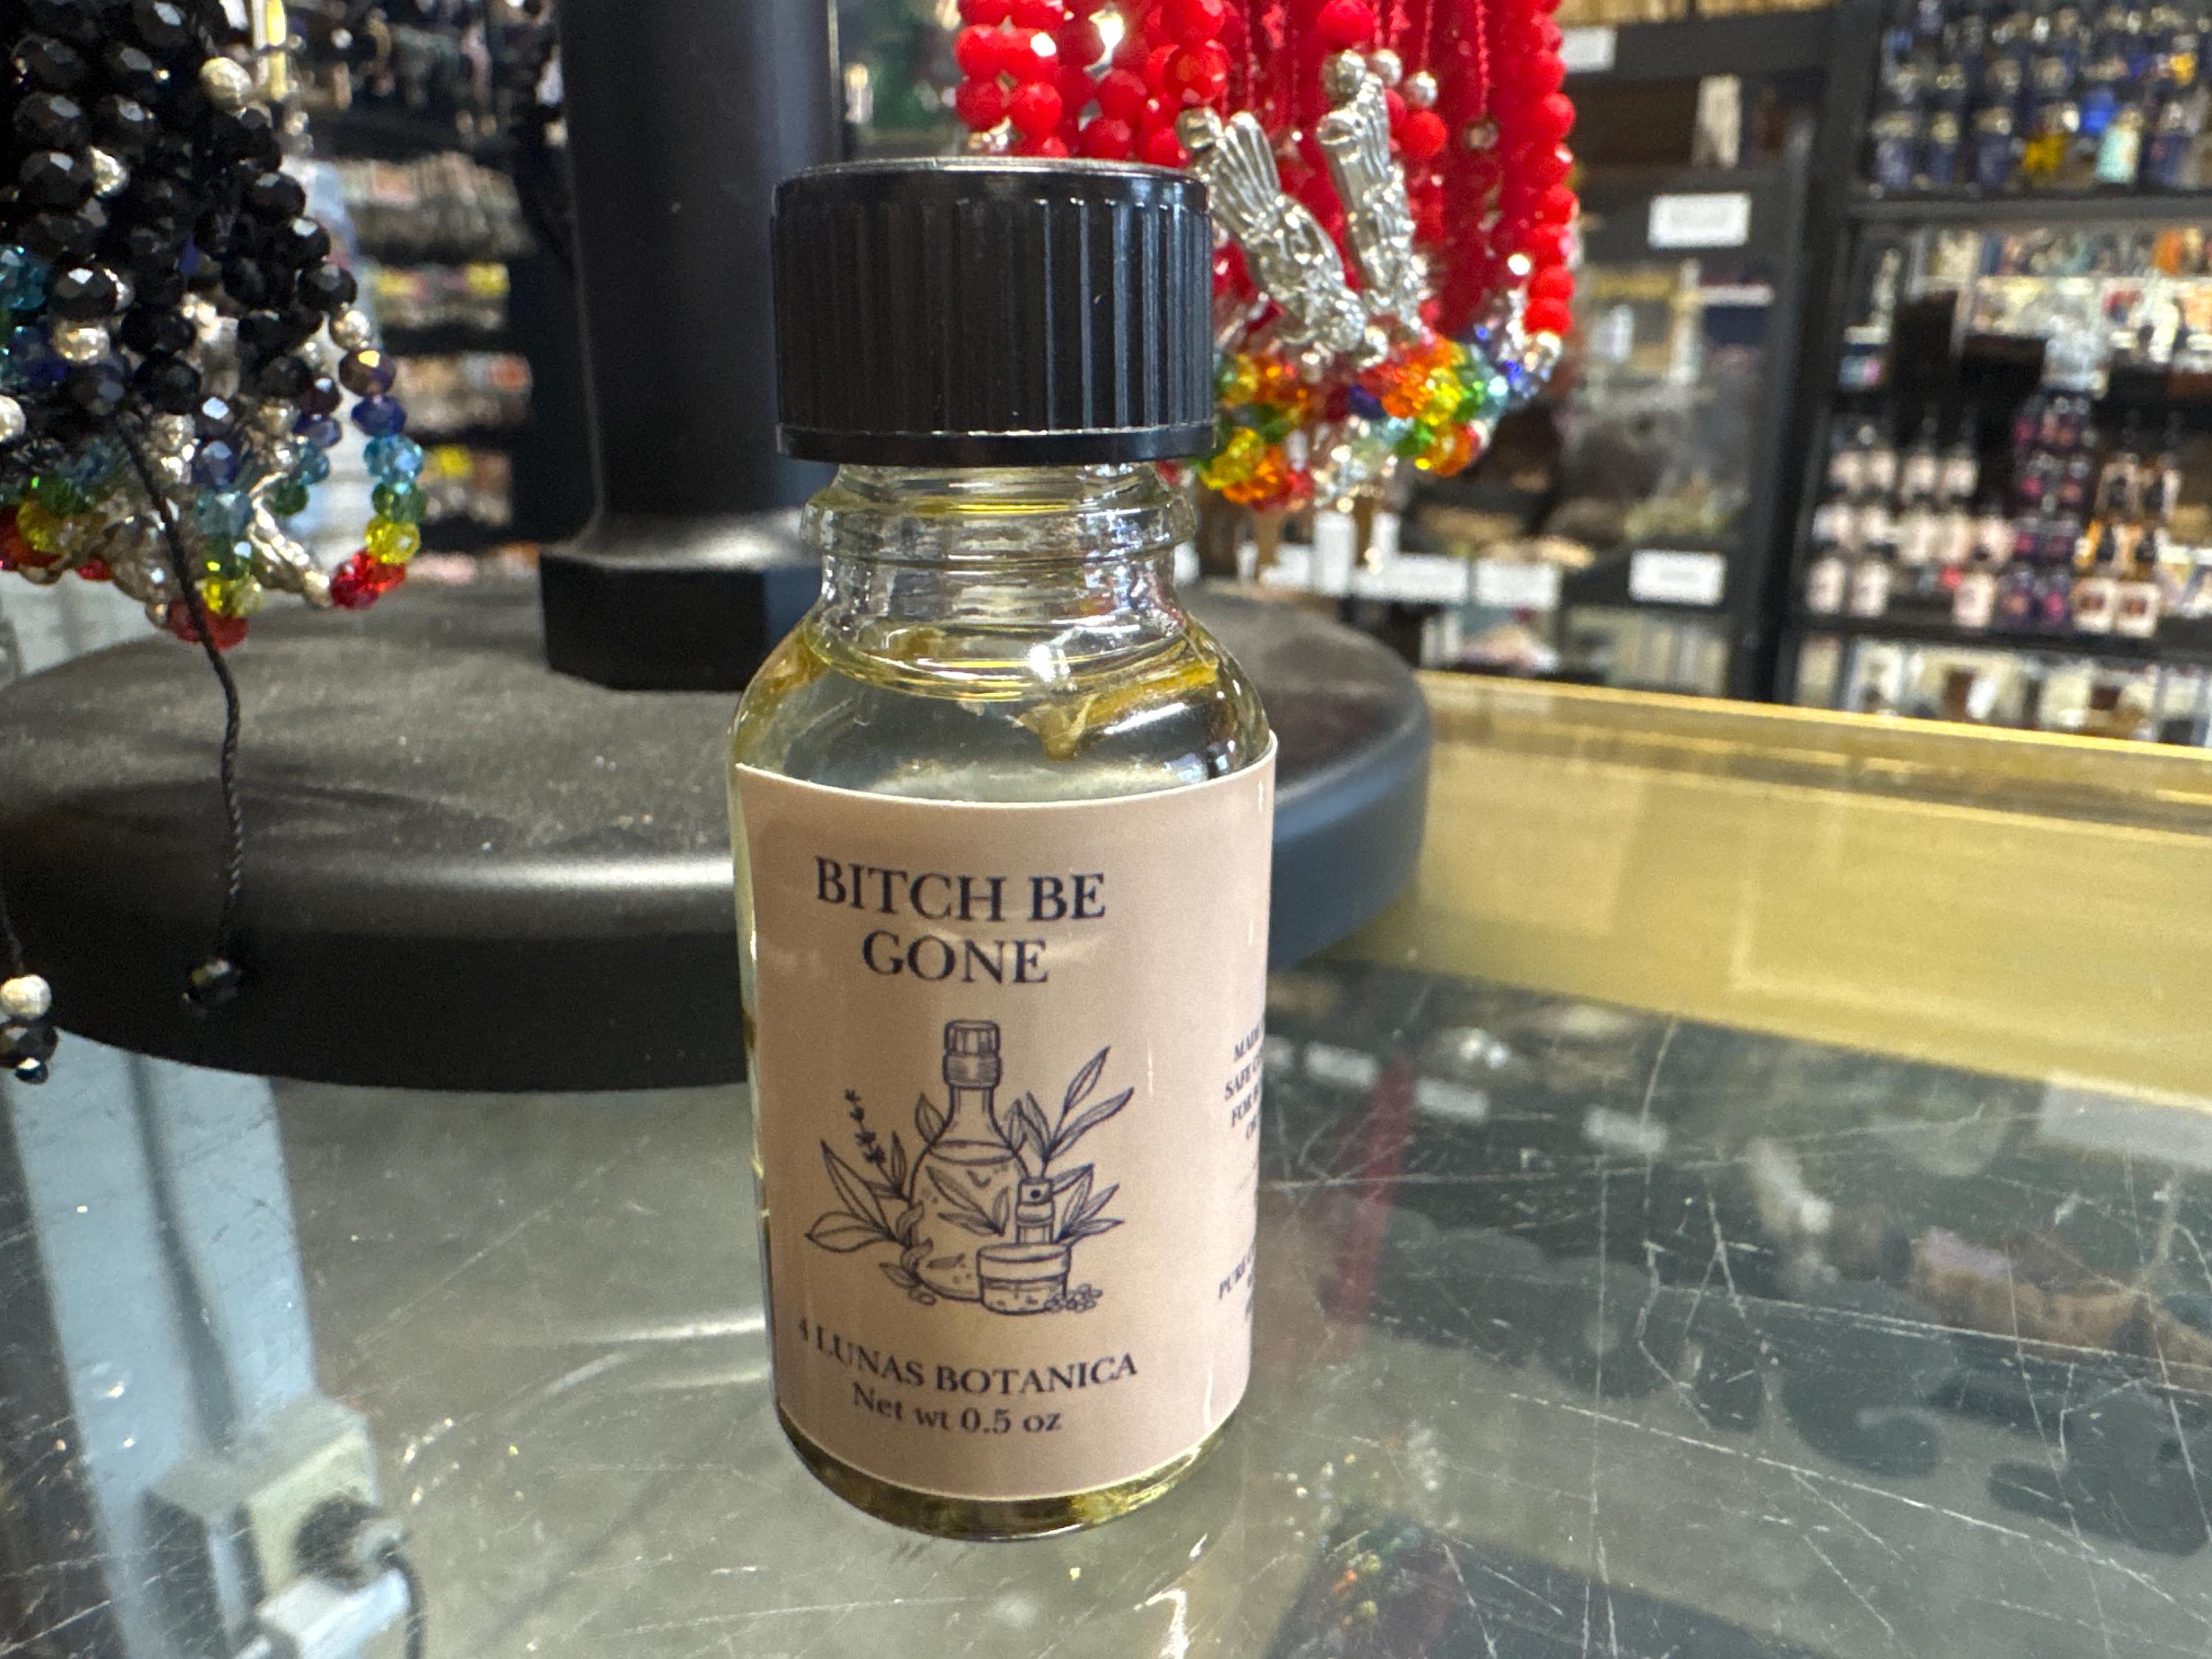 BITCH BE
GONE
4 LUNAS BOTANICA
Net wt 0.5 oz